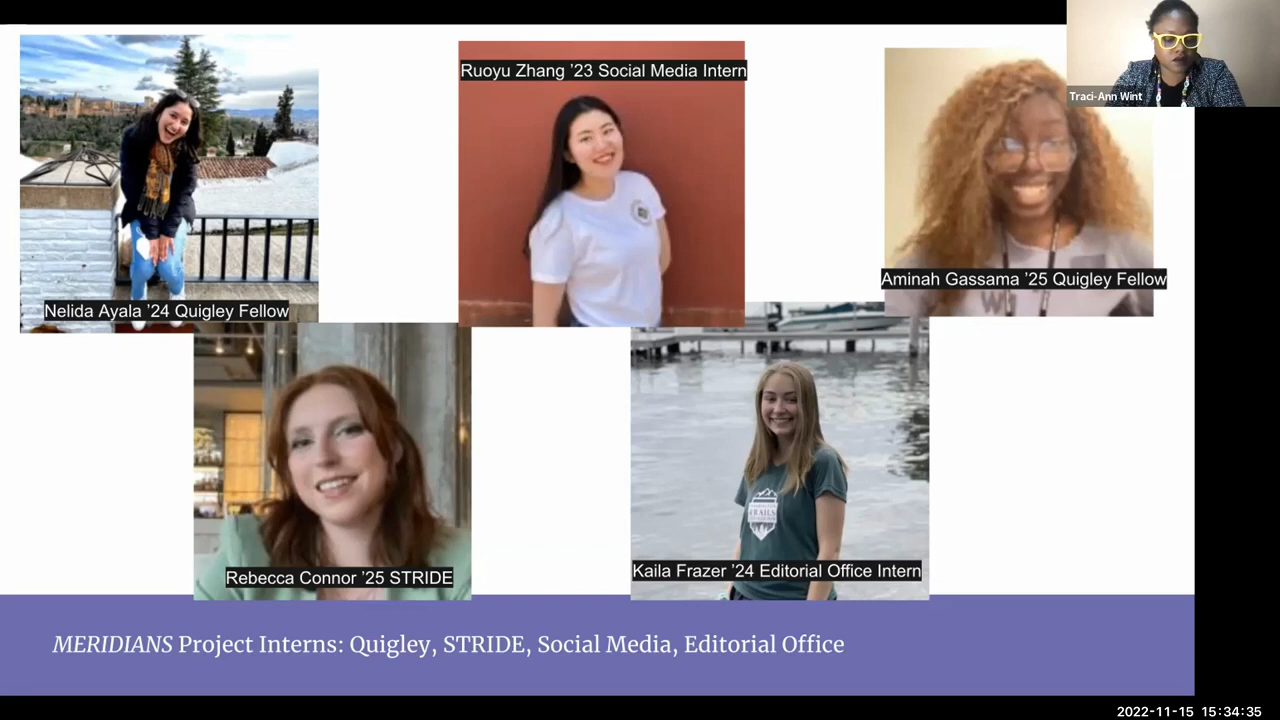 Traci-Ann Wint
Ruoyu Zhang ’23 Social Media Intern
Aminah Gassama ’25 Quigley Fellow
Nelida Ayala ’24 Quigley Fellow
TRAILS
Rebecca Connor ’25 STRIDE
Kaila Frazer ’24 Editorial Office Intern
MERIDIANS Project Interns: Quigley, STRIDE, Social Media, Editorial Office
2022-11-15 15:34:35